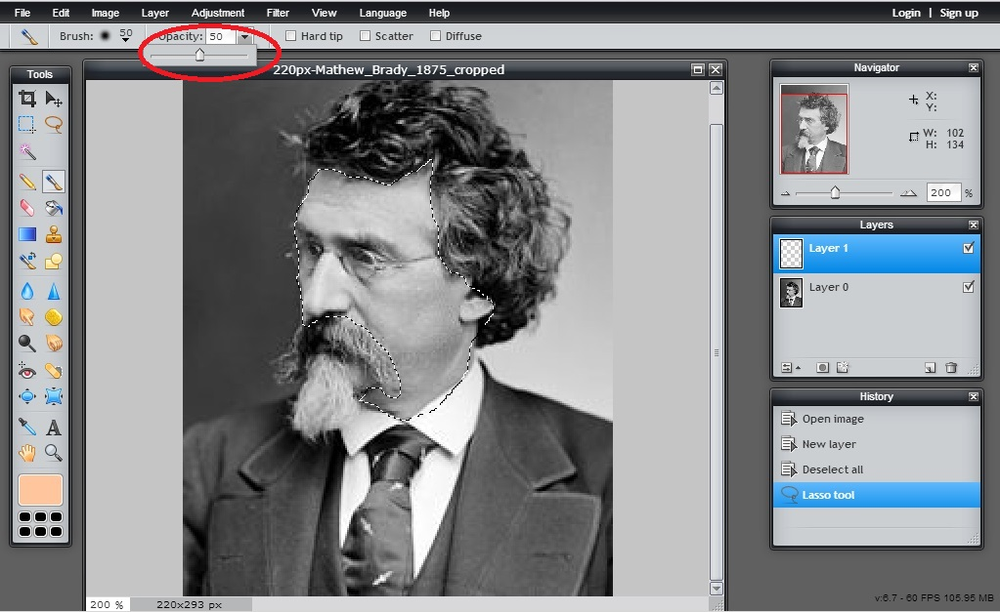 File Edit Image Layer Adjustment Filter View Language Help Login | Sign up
Brush: 50 Opacity: 50 Hard tip Scatter Diffuse
Tools
220px-Mathew_Brady_1875_cropped
Navigator
X:
Y:
W: 102
H: 134
200 %
Layers
Layer 1
Layer 0
History
Open image
New layer
Deselect all
Lasso tool
A
200 % 220x293 px
v:6.7 - 60 FPS 105.95 MB